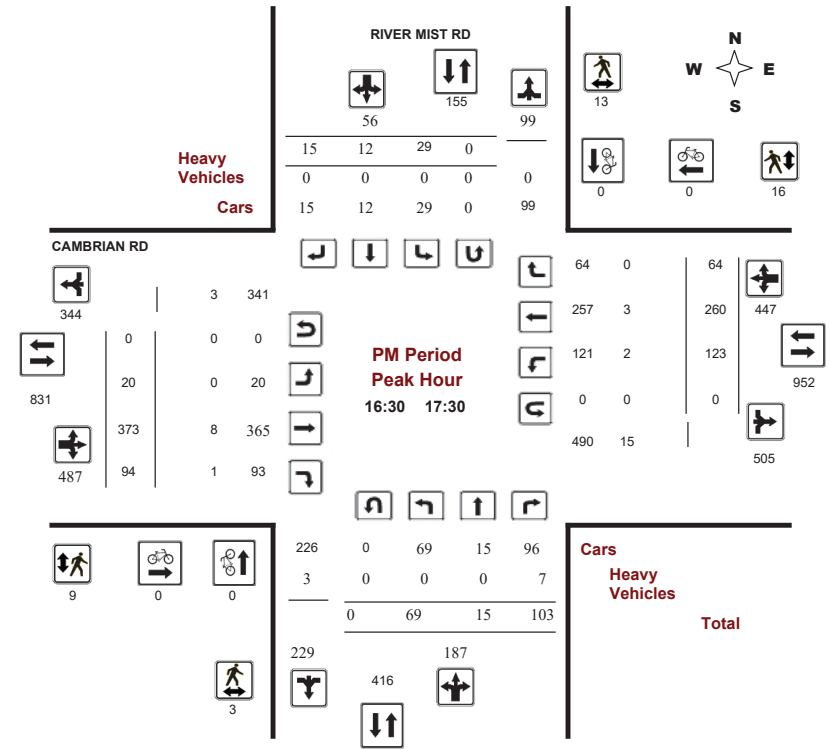 RIVER MIST RD
N
W E
S
155
13
56 99
15 12 29 0
Heavy
Vehicles
0 0 0 0 0
0 0 16
Cars
15 12 29 0 99
CAMBRIAN RD
344
3 341
64 0 64
257 3 260 447
0 0 0
121 2 123
831
20 0 20
PM Period
Peak Hour
16:30 17:30
952
0 0 0
373 8 365
490 15
505
487
94 1 93
226 0 69 15 96
Cars
3 0 0 0 7
Heavy
Vehicles
9 0 0
0 69 15 103
Total
229 187
416
3